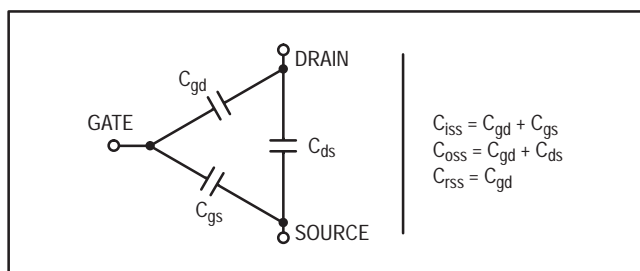 DRAIN
Cgd
GATE
Cds
Cgs
SOURCE
Ciss = Cgd + Cgs
Coss = Cgd + Cds
Crss = Cgd